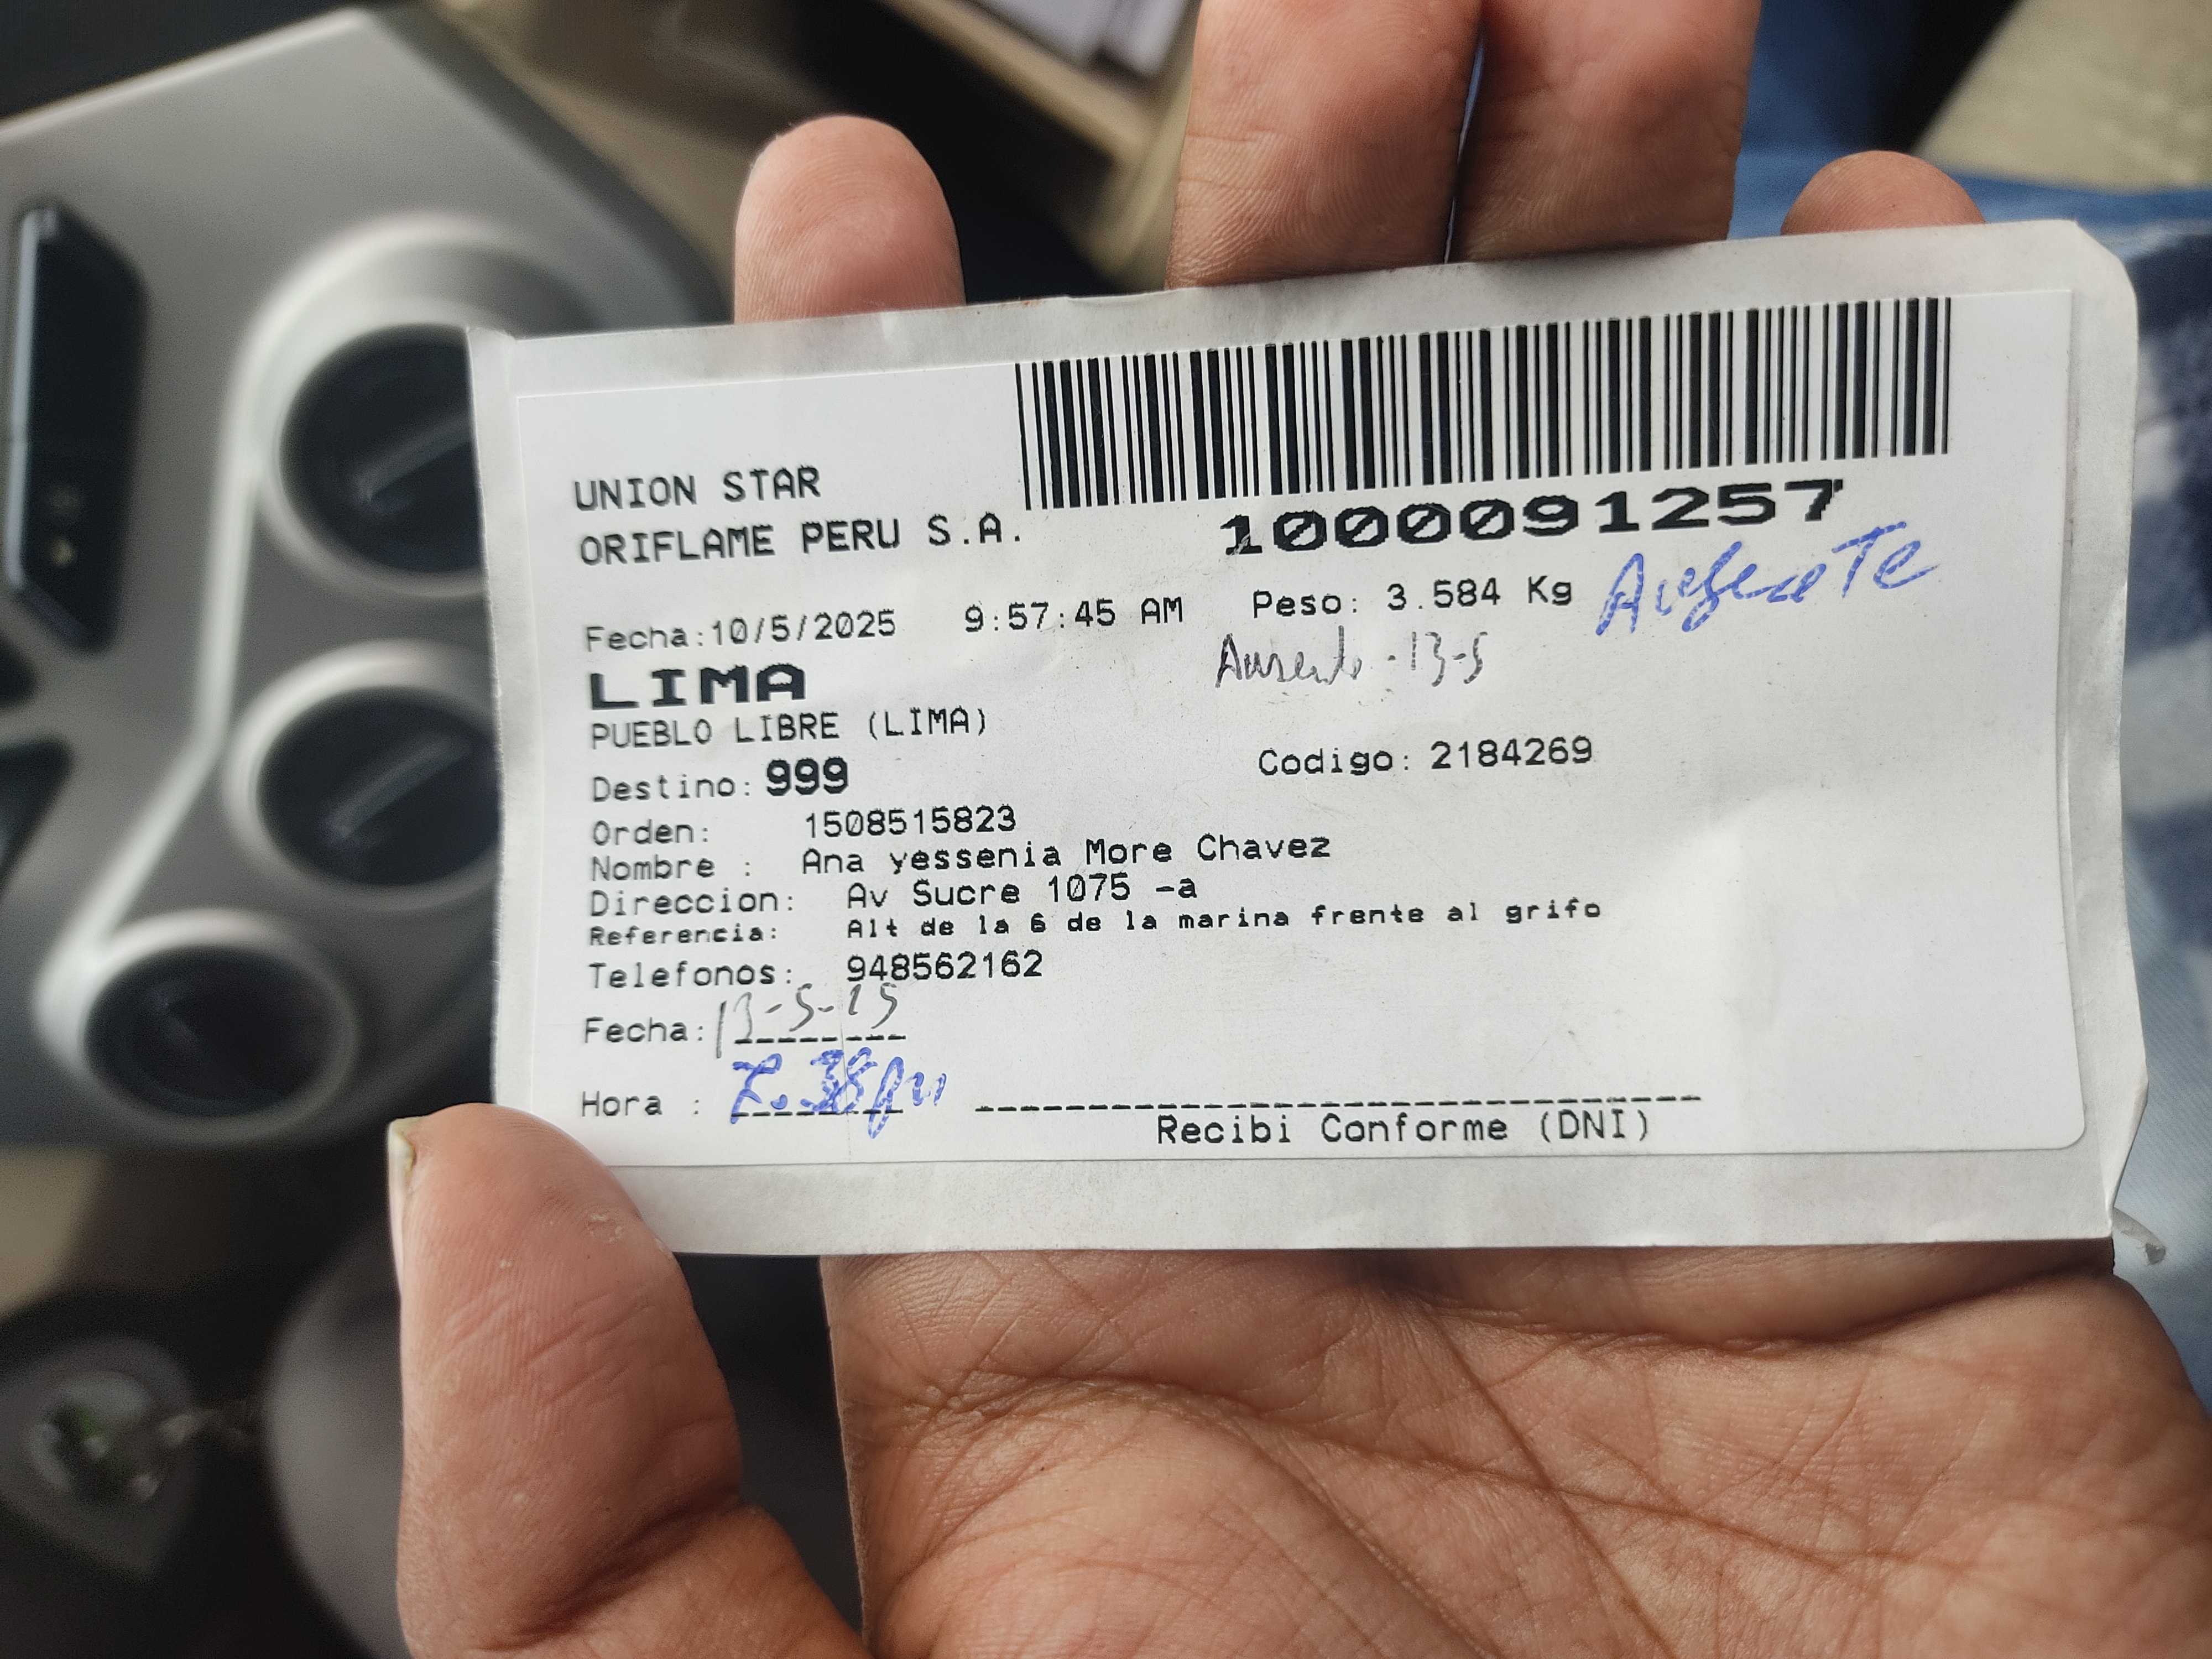 UNION STAR
ORIFLAME PERU S.A.
1000091257
Fecha:10/5/2025 9:57:45 AM Peso: 3.584 Kg Ausente
Ausente - 13-5
LIMA
PUEBLO LIBRE (LIMA)
Destino: 999 Codigo: 2184269
Orden: 1508515823
Nombre : Ana yessenia More Chavez
Direccion: Av Sucre 1075 -a
Referencia: Alt de la 6 de la marina frente al grifo
Telefonos: 948562162
Fecha: 13-5-25
Hora : 7.38pm
Recibi Conforme (DNI)